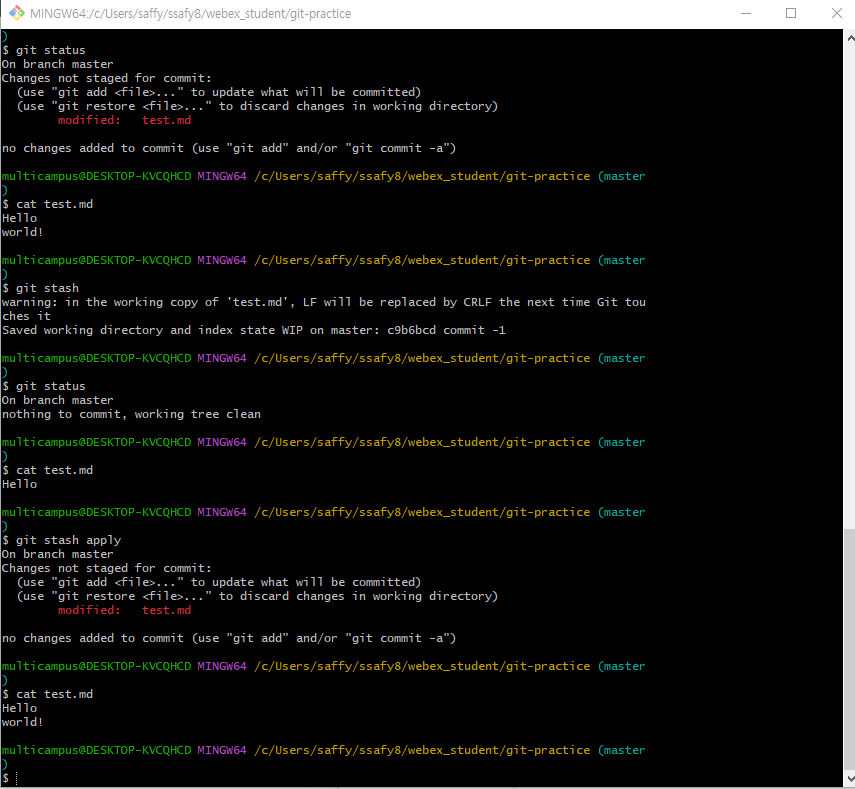 MINGW64:/c/Users/saffy/ssafy8/webex_student/git-practice
)
$ git status
On branch master
Changes not staged for commit:
  (use "git add <file>..." to update what will be committed)
  (use "git restore <file>..." to discard changes in working directory)
        modified:   test.md

no changes added to commit (use "git add" and/or "git commit -a")

multicampus@DESKTOP-KVCQHCD MINGW64 /c/Users/saffy/ssafy8/webex_student/git-practice (master
)
$ cat test.md
Hello
world!

multicampus@DESKTOP-KVCQHCD MINGW64 /c/Users/saffy/ssafy8/webex_student/git-practice (master
)
$ git stash
warning: in the working copy of 'test.md', LF will be replaced by CRLF the next time Git tou
ches it
Saved working directory and index state WIP on master: c9b6bcd commit -1

multicampus@DESKTOP-KVCQHCD MINGW64 /c/Users/saffy/ssafy8/webex_student/git-practice (master
)
$ git status
On branch master
nothing to commit, working tree clean

multicampus@DESKTOP-KVCQHCD MINGW64 /c/Users/saffy/ssafy8/webex_student/git-practice (master
)
$ cat test.md
Hello

multicampus@DESKTOP-KVCQHCD MINGW64 /c/Users/saffy/ssafy8/webex_student/git-practice (master
)
$ git stash apply
On branch master
Changes not staged for commit:
  (use "git add <file>..." to update what will be committed)
  (use "git restore <file>..." to discard changes in working directory)
        modified:   test.md

no changes added to commit (use "git add" and/or "git commit -a")

multicampus@DESKTOP-KVCQHCD MINGW64 /c/Users/saffy/ssafy8/webex_student/git-practice (master
)
$ cat test.md
Hello
world!

multicampus@DESKTOP-KVCQHCD MINGW64 /c/Users/saffy/ssafy8/webex_student/git-practice (master
)
$